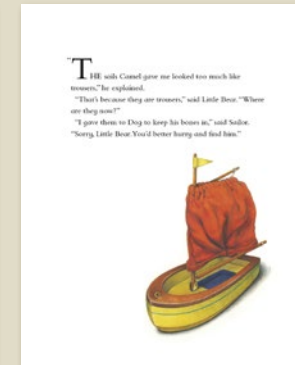 "THE sails Camel gave me looked too much like
trousers," he explained.
"That's because they are trousers," said Little Bear. "Where
are they now?"
"I gave them to Dog to keep his bones in," said Sailor.
"Sorry, Little Bear. You'd better hurry and find him."